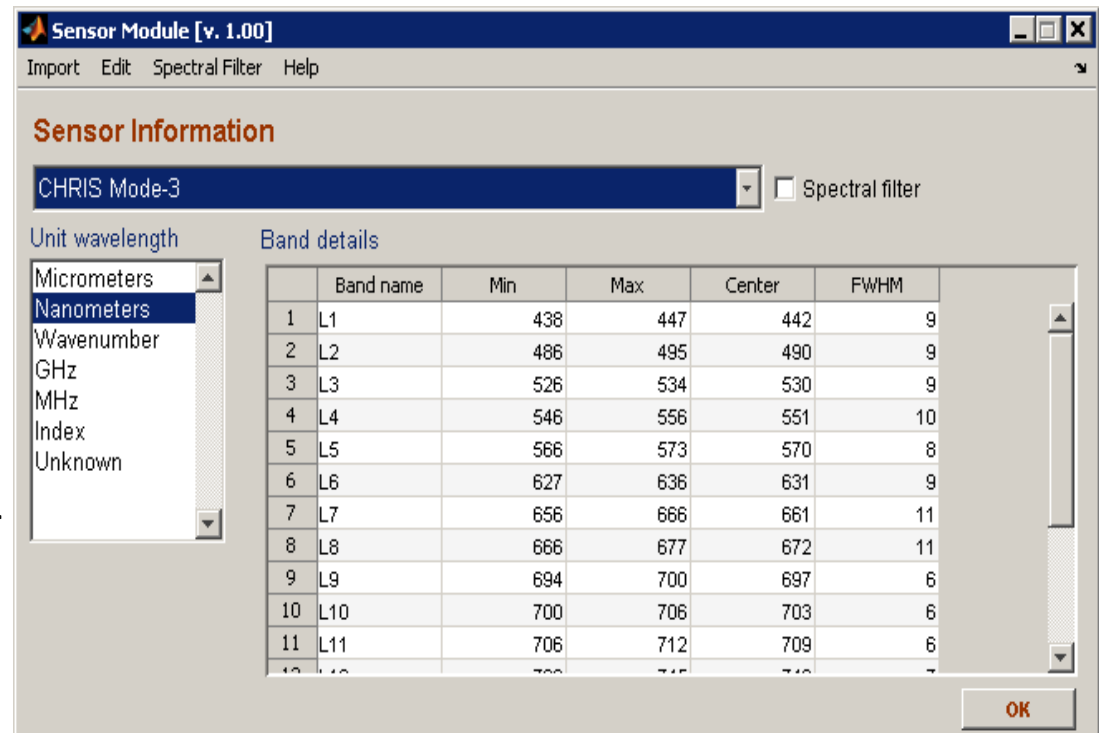 Sensor Module [v. 1.00]
Import Edit Spectral Filter Help
Sensor Information
CHRIS Mode-3
Spectral filter
Unit wavelength
Micrometers
Nanometers
Wavenumber
GHz
MHz
Index
Unknown
Band details
Band name Min Max Center FWHM
1 L1 438 447 442 9
2 L2 486 495 490 9
3 L3 526 534 530 9
4 L4 546 556 551 10
5 L5 566 573 570 8
6 L6 627 636 631 9
7 L7 656 666 661 11
8 L8 666 677 672 11
9 L9 694 700 697 6
10 L10 700 706 703 6
11 L11 706 712 709 6
OK